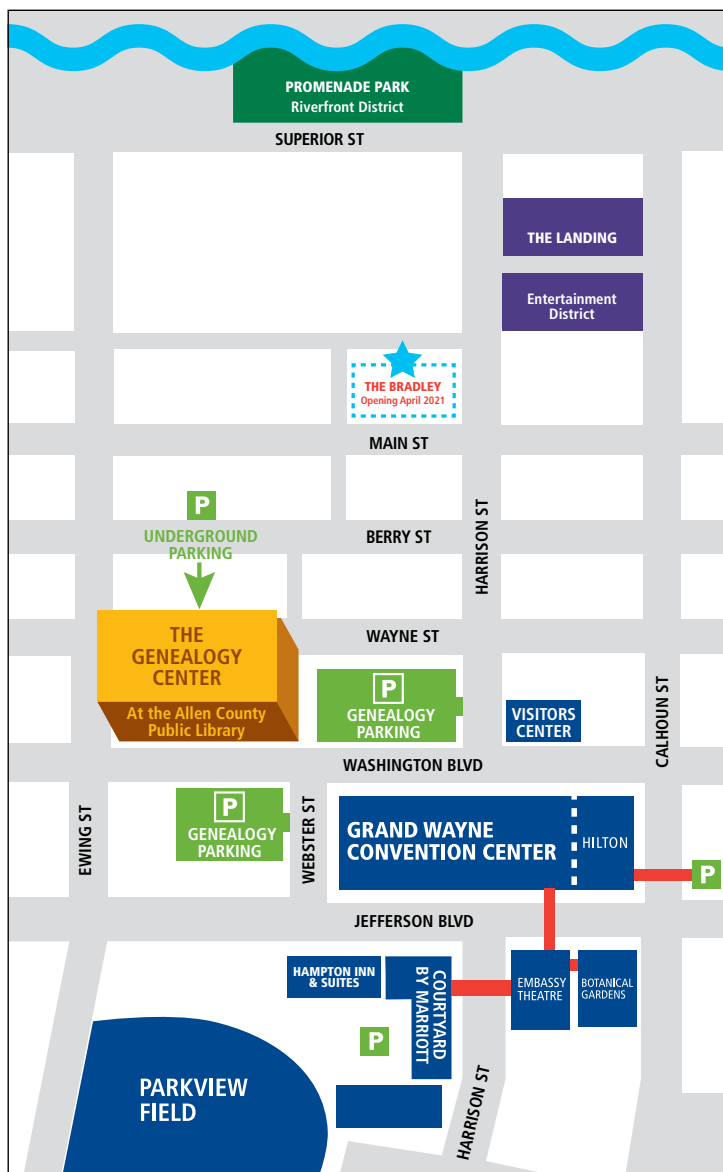 PROMENADE PARK
Riverfront District
SUPERIOR ST
THE LANDING
Entertainment
District
THE BRADLEY
Opening April 2021
MAIN ST
P
UNDERGROUND
PARKING
BERRY ST
HARRISON ST
THE
GENEALOGY
CENTER
At the Allen County
Public Library
WAYNE ST
P
GENEALOGY
PARKING
VISITORS
CENTER
CALHOUN ST
WASHINGTON BLVD
EWING ST
P
GENEALOGY
PARKING
WEBSTER ST
GRAND WAYNE
CONVENTION CENTER
HILTON
P
JEFFERSON BLVD
HAMPTON INN
& SUITES
COURTYARD
BY MARRIOTT
EMBASSY
THEATRE
BOTANICAL
GARDENS
P
PARKVIEW
FIELD
HARRISON ST